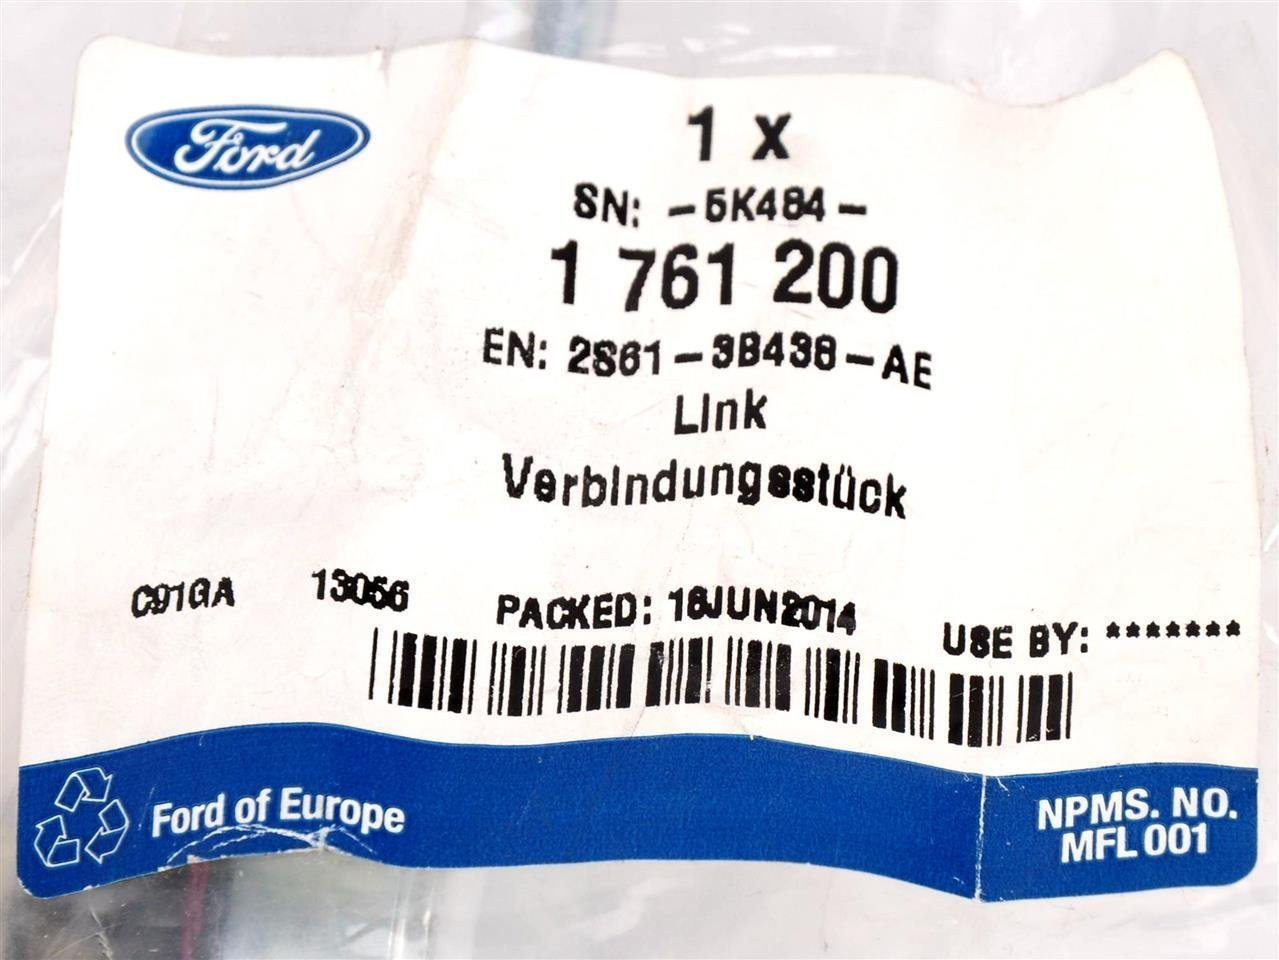 Ford
1 x
SN: -5K484-
1 761 200
EN: 2S61-3B438-AE
Link
Verbindungsstück
C91GA 13056 PACKED: 16JUN2014 USE BY: *******
Ford of Europe
NPMS. NO.
MFL 001